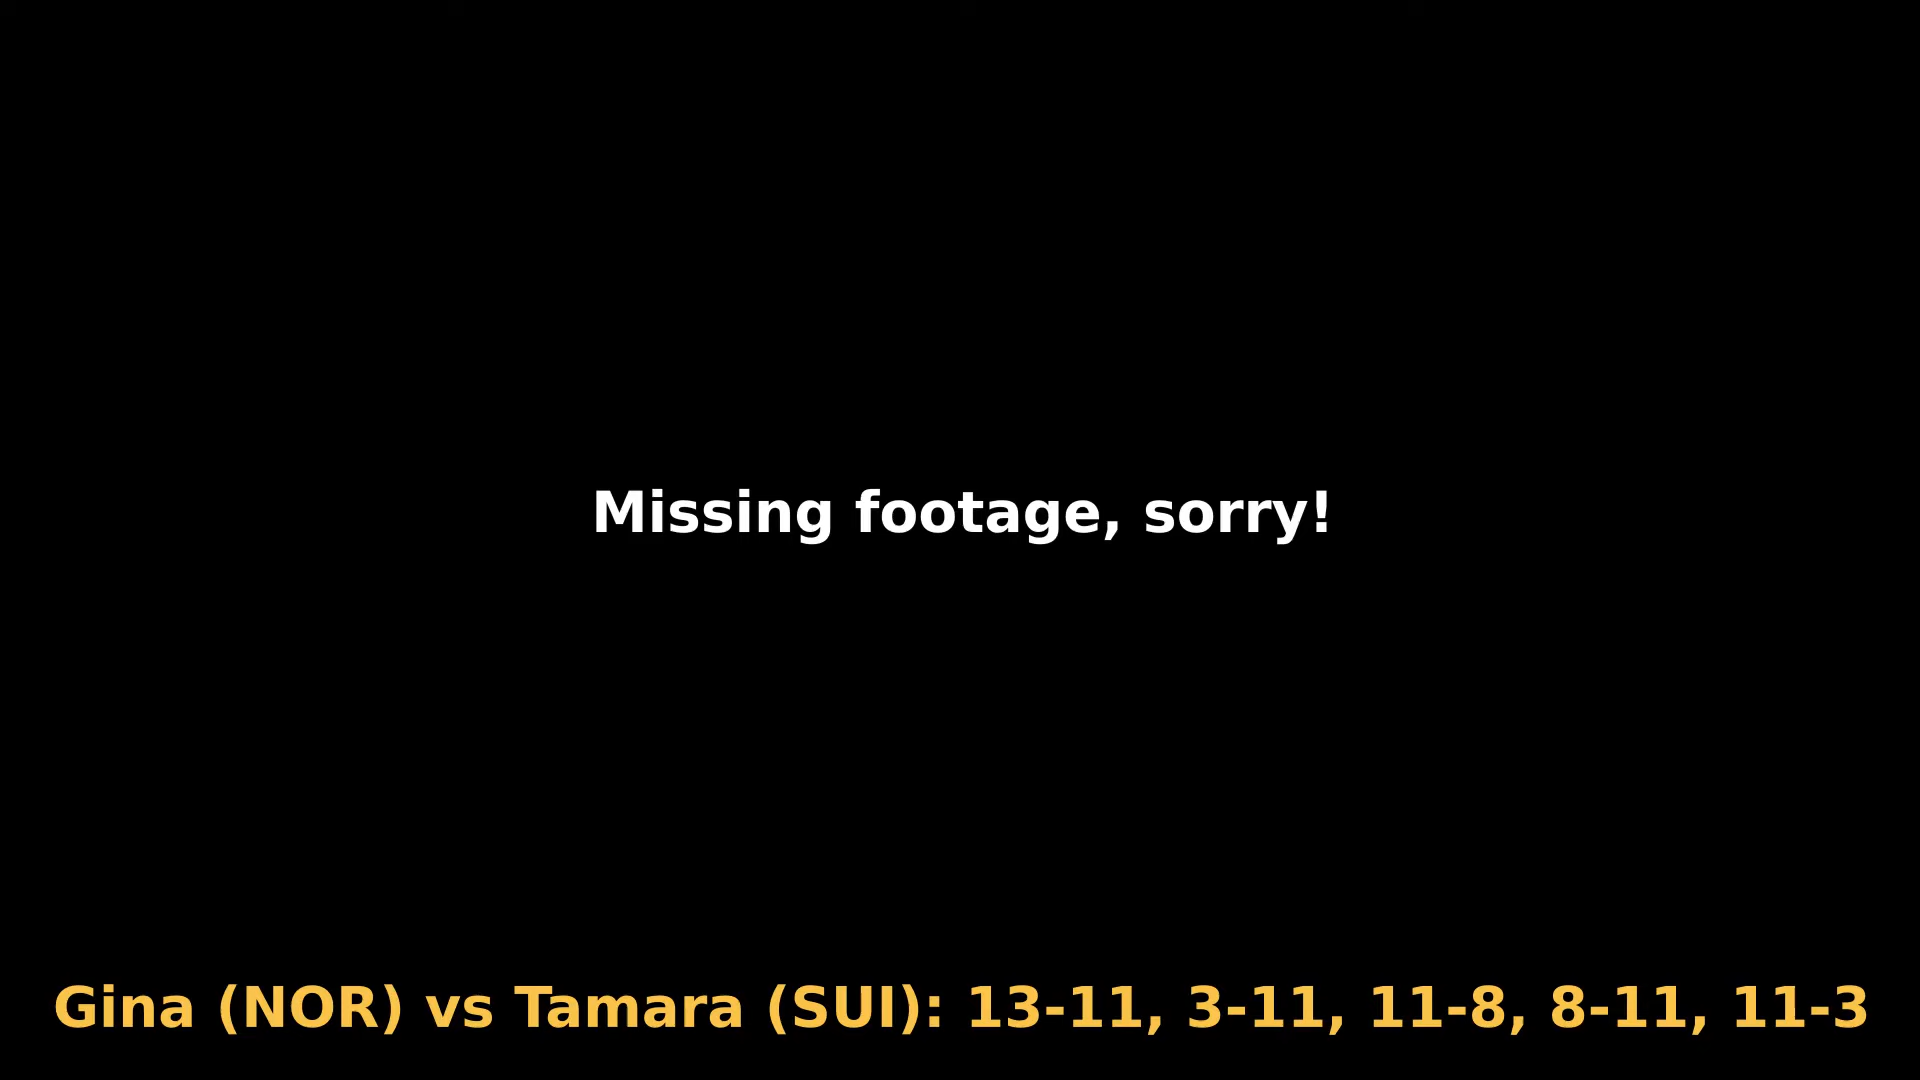 Missing footage, sorry!
Gina (NOR) vs Tamara (SUI): 13-11, 3-11, 11-8, 8-11, 11-3